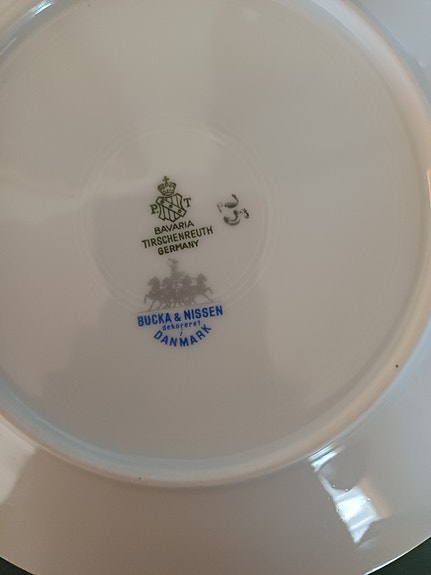 P T
BAVARIA
TIRSCHENREUTH
GERMANY
BUCKA & NISSEN
dekoreret
i
DANMARK